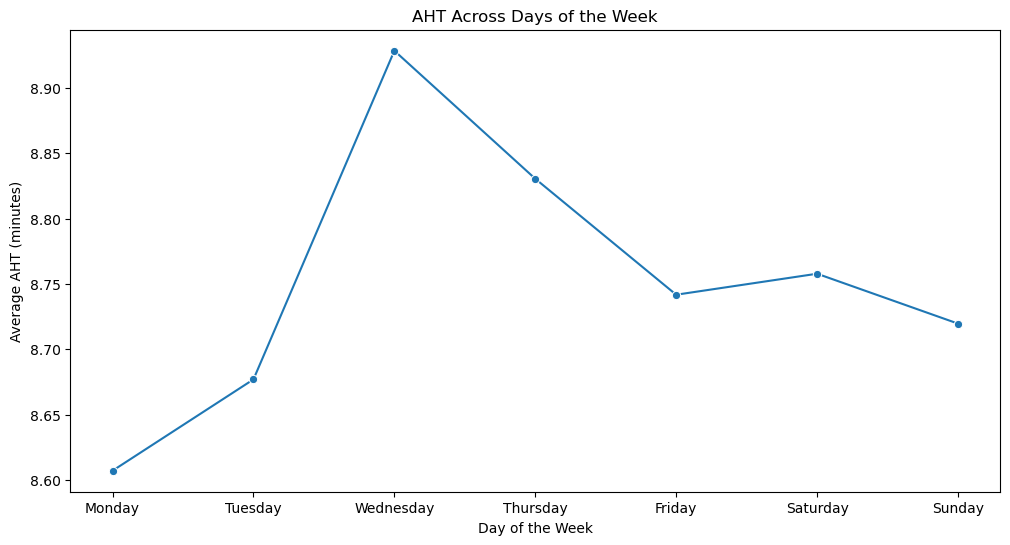 AHT Across Days of the Week
Average AHT (minutes)
8.90
8.85
8.80
8.75
8.70
8.65
8.60
Monday Tuesday Wednesday Thursday Friday Saturday Sunday
Day of the Week